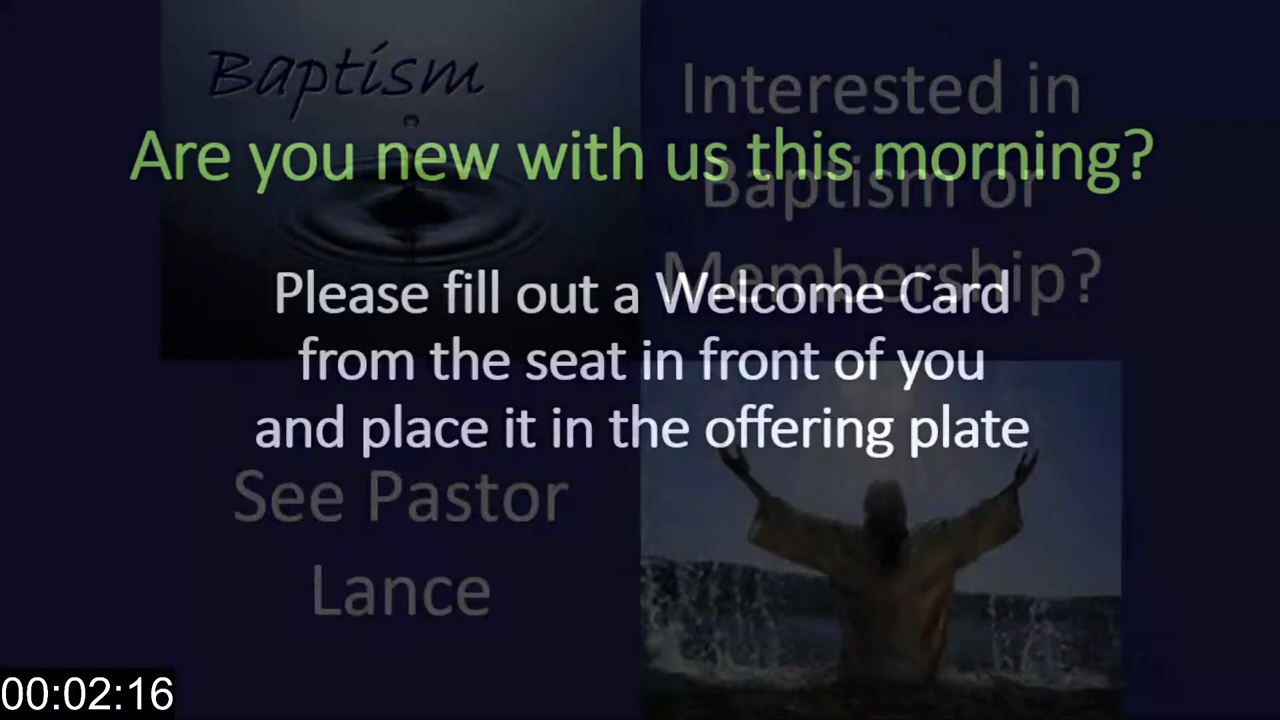 Baptism
Interested in
Baptism or
Membership?
Are you new with us this morning?
Please fill out a Welcome Card
from the seat in front of you
and place it in the offering plate
See Pastor
Lance
00:02:16